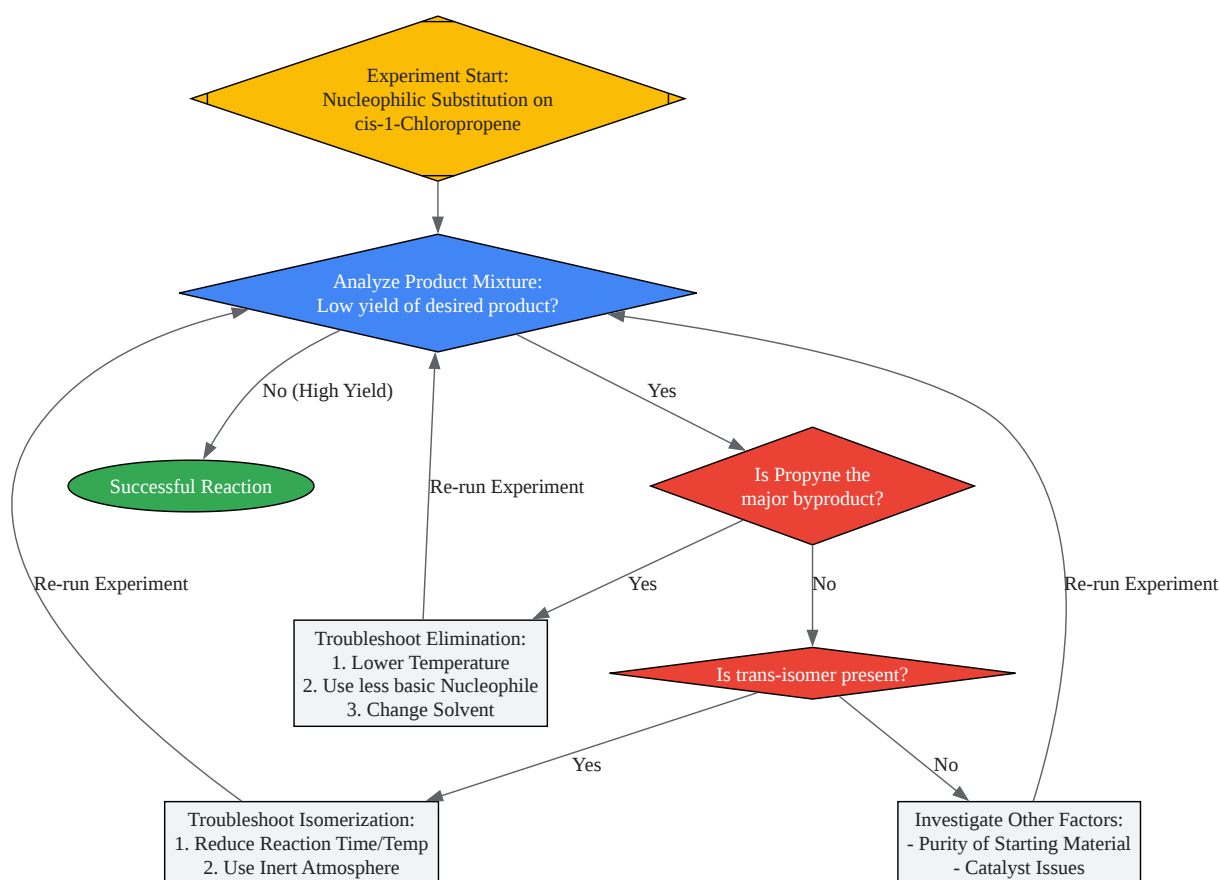 Experiment Start:
Nucleophilic Substitution on
cis-1-Chloropropene
Analyze Product Mixture:
Low yield of desired product?
No (High Yield)
Yes
Successful Reaction
Re-run Experiment
Is Propyne the
major byproduct?
Re-run Experiment
Yes
No
Re-run Experiment
Troubleshoot Elimination:
1. Lower Temperature
2. Use less basic Nucleophile
3. Change Solvent
Is trans-isomer present?
Yes
No
Troubleshoot Isomerization:
1. Reduce Reaction Time/Temp
2. Use Inert Atmosphere
Investigate Other Factors:
- Purity of Starting Material
- Catalyst Issues